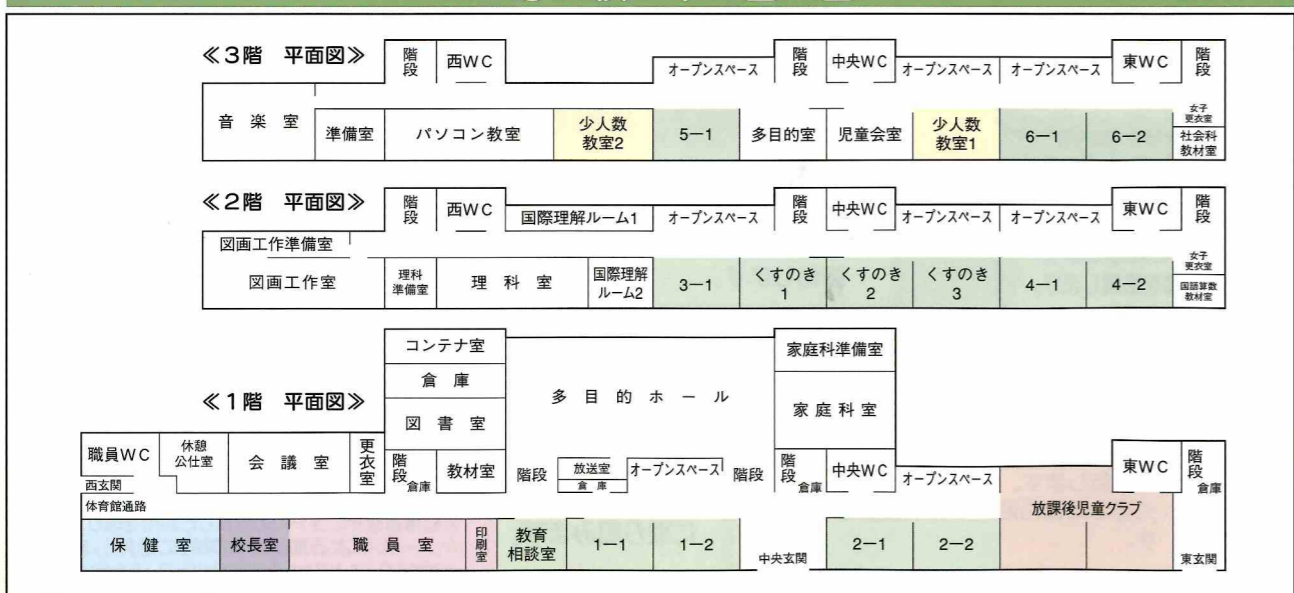 ≪3階 平面図≫
階段
西WC
オープンスペース
階段
中央WC
オープンスペース
オープンスペース
東WC
階段
音楽室
準備室
パソコン教室
少人数
教室2
5-1
多目的室
児童会室
少人数
教室1
6-1
6-2
女子
更衣室
社会科
教材室
≪2階 平面図≫
階段
西WC
国際理解ルーム1
オープンスペース
階段
中央WC
オープンスペース
オープンスペース
東WC
階段
図画工作準備室
図画工作室
理科
準備室
理科室
国際理解
ルーム2
3-1
くすのき
1
くすのき
2
くすのき
3
4-1
4-2
女子
更衣室
国語算数
教材室
≪1階 平面図≫
コンテナ室
倉庫
図書室
多目的ホール
家庭科準備室
家庭科室
職員WC
休憩
公仕室
会議室
更衣室
階段
倉庫
教材室
階段
放送室
倉庫
オープンスペース
階段
階段
倉庫
中央WC
オープンスペース
東WC
階段
倉庫
西玄関
体育館通路
放課後児童クラブ
保健室
校長室
職員室
印刷室
教育
相談室
1-1
1-2
中央玄関
2-1
2-2
東玄関